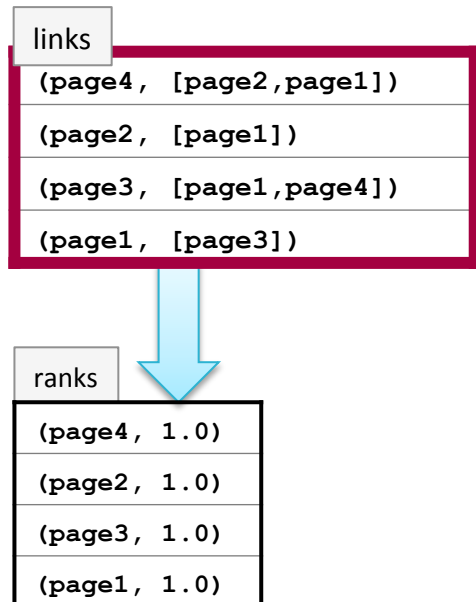 links
(page4, [page2,page1])
(page2, [page1])
(page3, [page1,page4])
(page1, [page3])
ranks
(page4, 1.0)
(page2, 1.0)
(page3, 1.0)
(page1, 1.0)